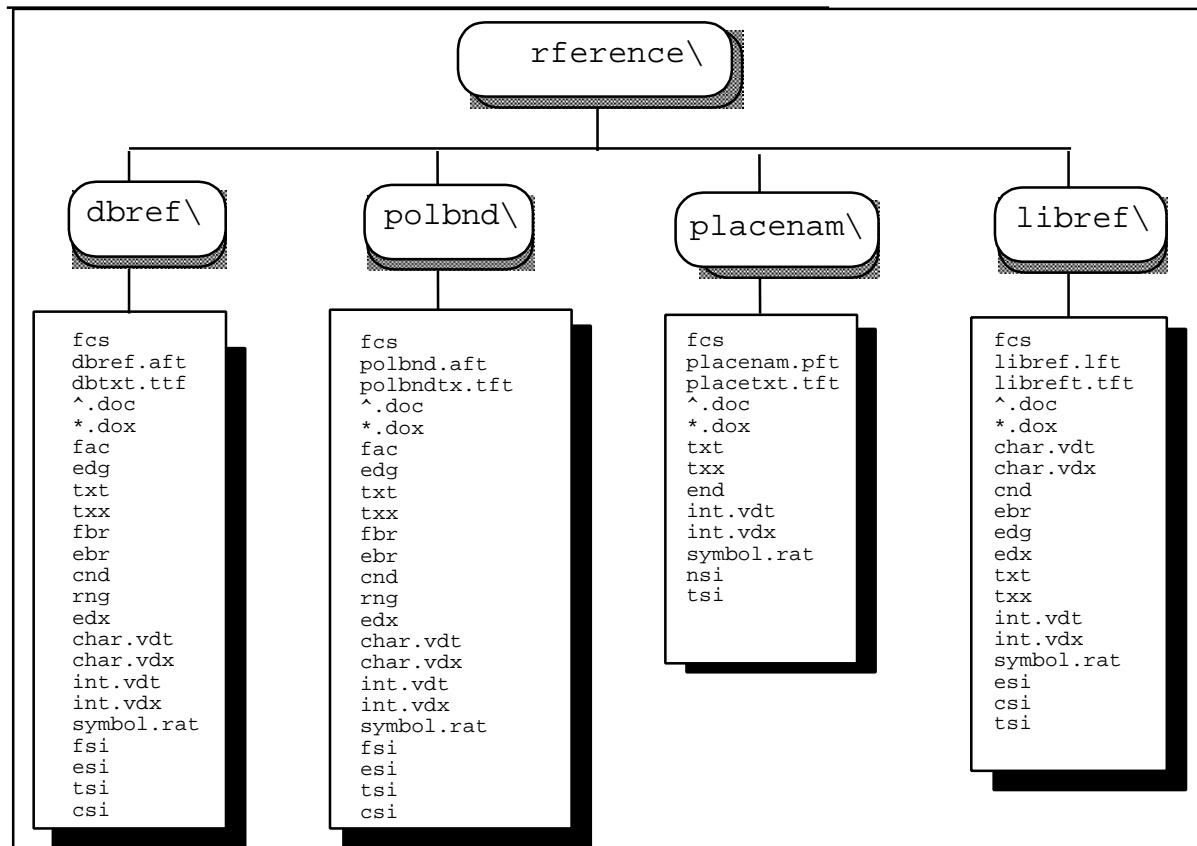 rference\
dbref\
polbnd\
placenam\
libref\
fcs
dbref.aft
dbtxt.ttf
^.doc
*.dox
fac
edg
txt
txx
fbr
ebr
cnd
rng
edx
char.vdt
char.vdx
int.vdt
int.vdx
symbol.rat
fsi
esi
tsi
csi
fcs
polbnd.aft
polbndtx.tft
^.doc
*.dox
fac
edg
txt
txx
fbr
ebr
cnd
rng
edx
char.vdt
char.vdx
int.vdt
int.vdx
symbol.rat
fsi
esi
tsi
csi
fcs
placenam.pft
placetxt.tft
^.doc
*.dox
txt
txx
end
int.vdt
int.vdx
symbol.rat
nsi
tsi
fcs
libref.lft
libreft.tft
^.doc
*.dox
char.vdt
char.vdx
cnd
ebr
edg
edx
txt
txx
int.vdt
int.vdx
symbol.rat
esi
csi
tsi